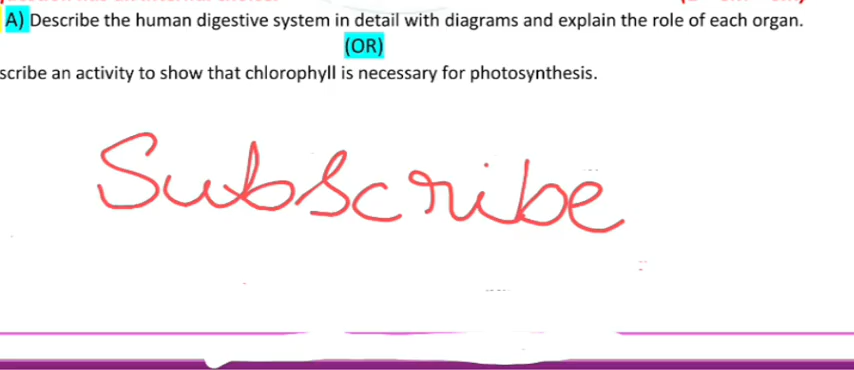 A) Describe the human digestive system in detail with diagrams and explain the role of each organ.
(OR)
scribe an activity to show that chlorophyll is necessary for photosynthesis.
Subscribe